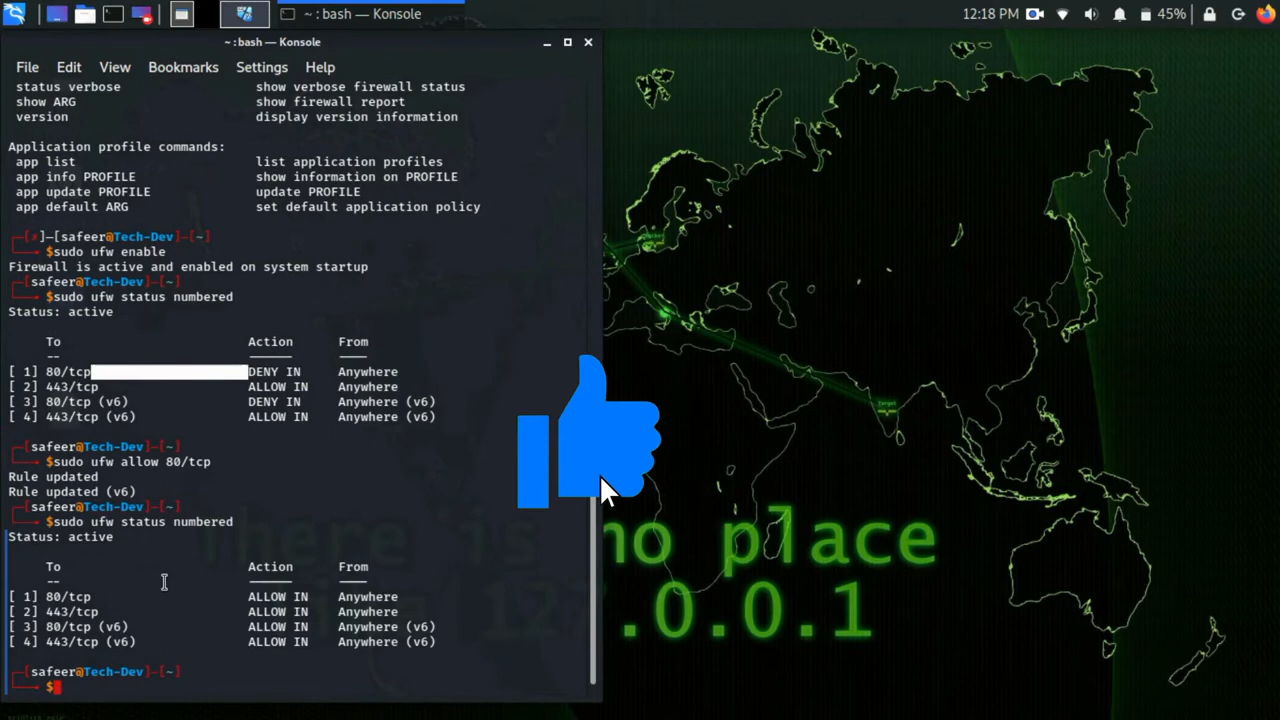 ~ : bash — Konsole
12:18 PM
45%
~ : bash — Konsole
File Edit View Bookmarks Settings Help
status verbose show verbose firewall status
show ARG show firewall report
version display version information
Application profile commands:
app list list application profiles
app info PROFILE show information on PROFILE
app update PROFILE update PROFILE
app default ARG set default application policy
┌─[✗]─[safeer@Tech-Dev]─[~]
└──╼ $sudo ufw enable
Firewall is active and enabled on system startup
┌─[safeer@Tech-Dev]─[~]
└──╼ $sudo ufw status numbered
Status: active
To Action From
-- ------ ----
[ 1] 80/tcp DENY IN Anywhere
[ 2] 443/tcp ALLOW IN Anywhere
[ 3] 80/tcp (v6) DENY IN Anywhere (v6)
[ 4] 443/tcp (v6) ALLOW IN Anywhere (v6)
┌─[safeer@Tech-Dev]─[~]
└──╼ $sudo ufw allow 80/tcp
Rule updated
Rule updated (v6)
┌─[safeer@Tech-Dev]─[~]
└──╼ $sudo ufw status numbered
Status: active
To Action From
-- ------ ----
[ 1] 80/tcp ALLOW IN Anywhere
[ 2] 443/tcp ALLOW IN Anywhere
[ 3] 80/tcp (v6) ALLOW IN Anywhere (v6)
[ 4] 443/tcp (v6) ALLOW IN Anywhere (v6)
┌─[safeer@Tech-Dev]─[~]
└──╼ $
Target
There is no place
127.0.0.1